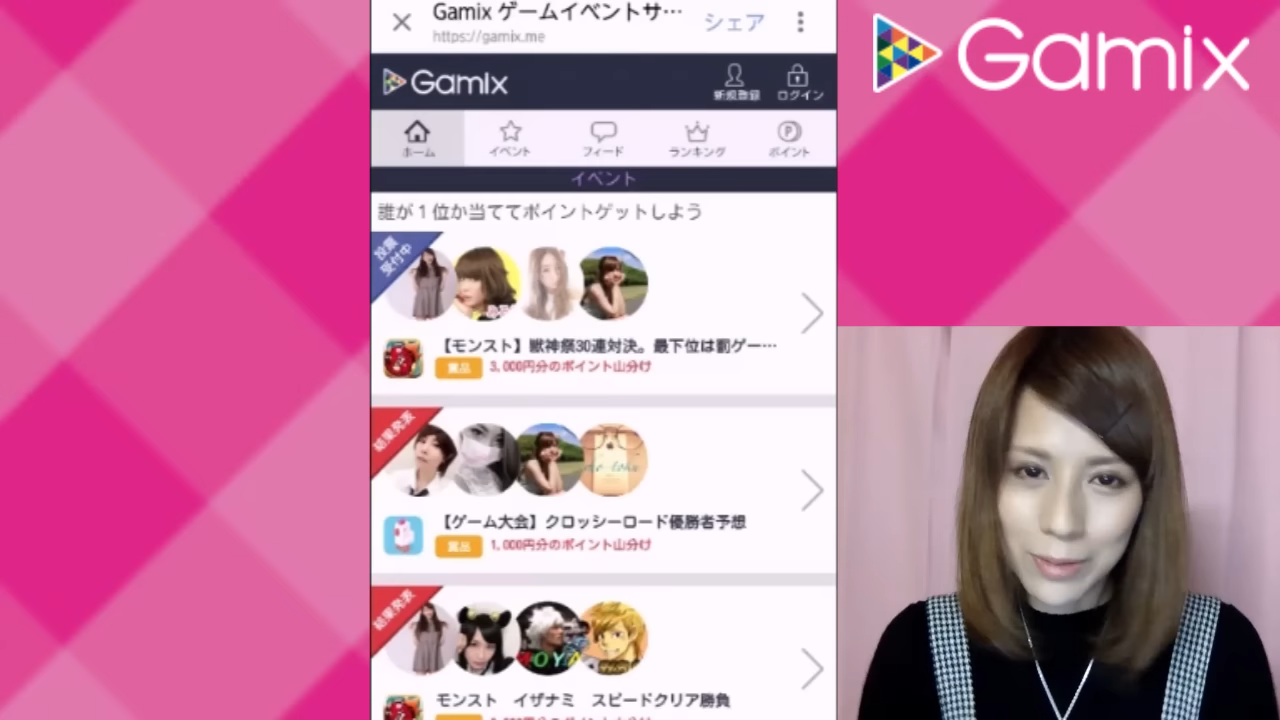 Gamix ゲームイベントサ…
https://gamix.me
シェア
Gamix
新規登録
ログイン
ホーム
イベント
フィード
ランキング
ポイント
イベント
誰が1位か当ててポイントゲットしよう
投票
受付中
【モンスト】獣神祭30連対決。最下位は罰ゲー…
賞品
3,000円分のポイント山分け
結果発表
【ゲーム大会】クロッシーロード優勝者予想
賞品
1,000円分のポイント山分け
結果発表
モンスト イザナミ スピードクリア勝負
Gamix